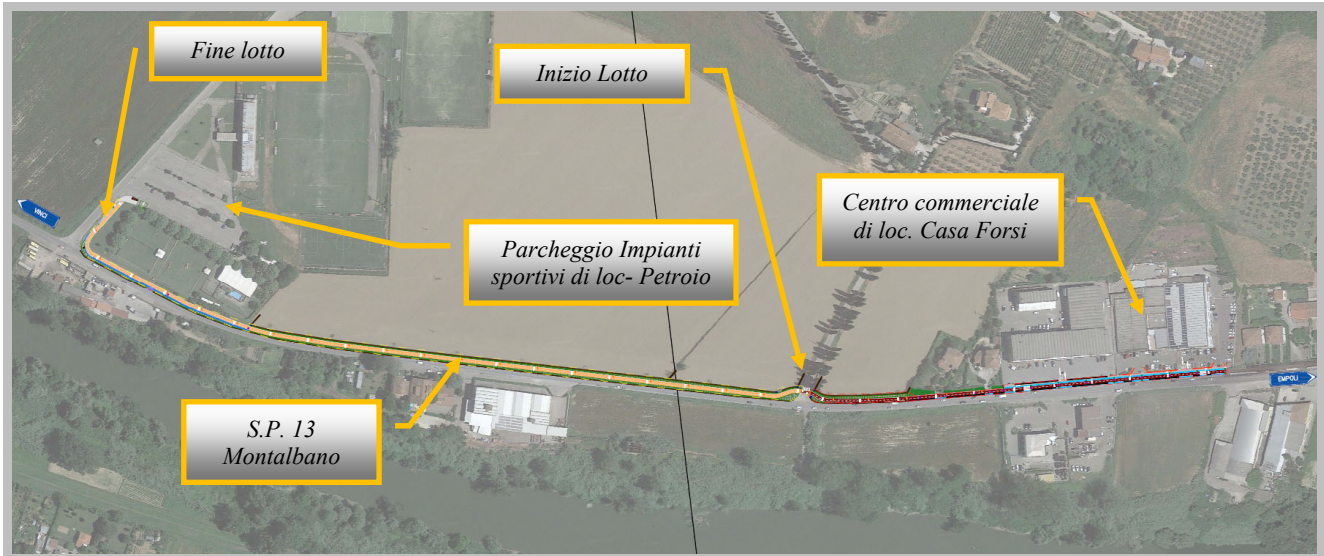 Fine lotto
Inizio Lotto
Centro commerciale
di loc. Casa Forsi
VINCI
Parcheggio Impianti
sportivi di loc- Petroio
EMPOLI
S.P. 13
Montalbano